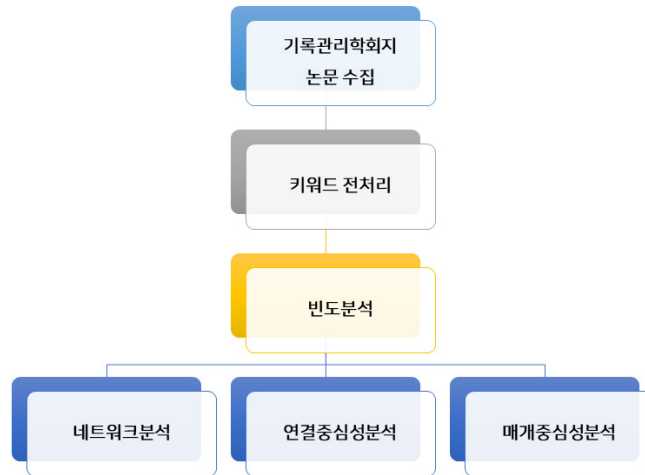 기록관리학회지
논문 수집
키워드 전처리
빈도분석
네트워크분석
연결중심성분석
매개중심성분석